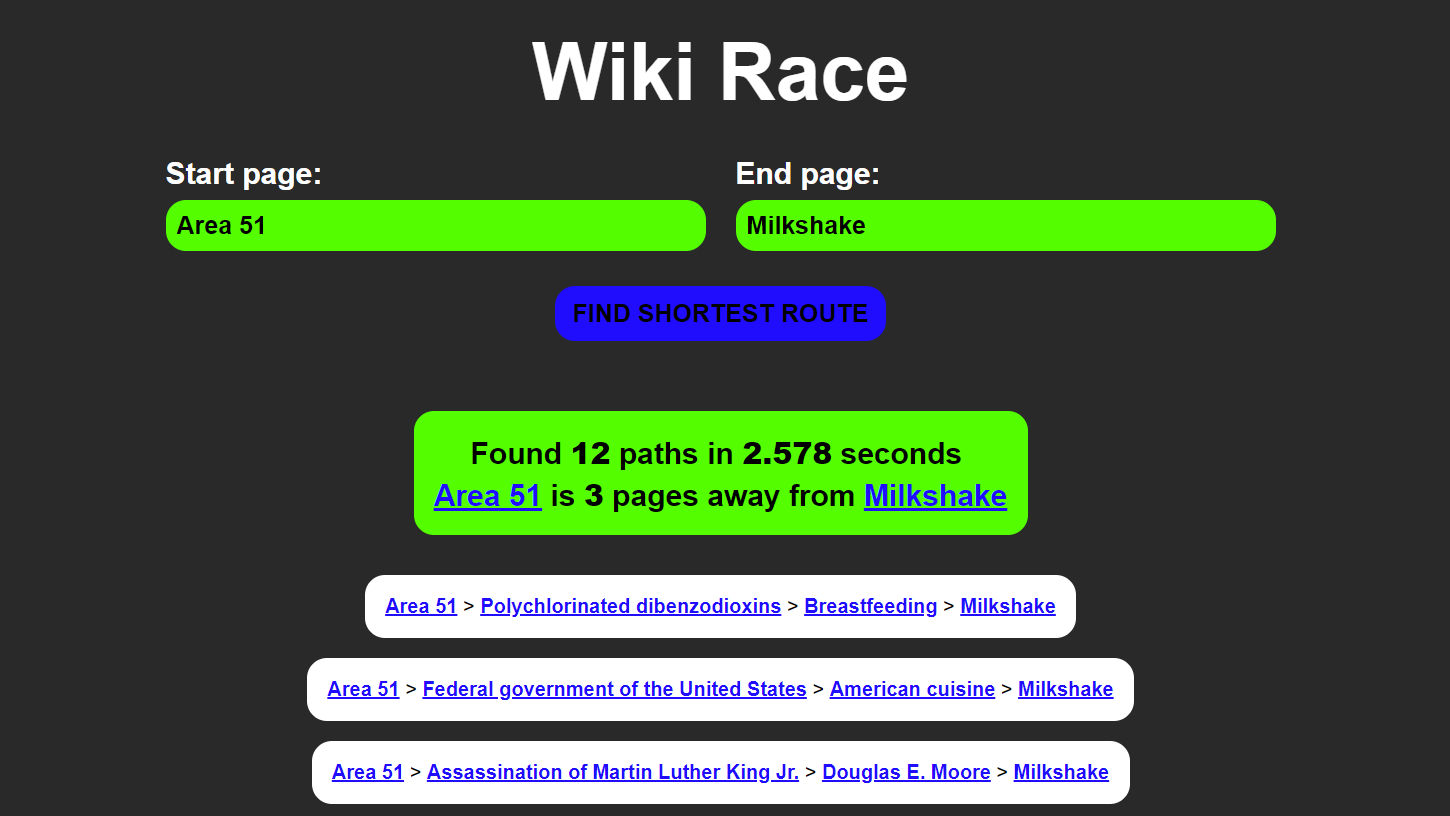 Wiki Race
Start page:
End page:
Area 51
Milkshake
FIND SHORTEST ROUTE
Found 12 paths in 2.578 seconds
Area 51 is 3 pages away from Milkshake
Area 51 > Polychlorinated dibenzodioxins > Breastfeeding > Milkshake
Area 51 > Federal government of the United States > American cuisine > Milkshake
Area 51 > Assassination of Martin Luther King Jr. > Douglas E. Moore > Milkshake